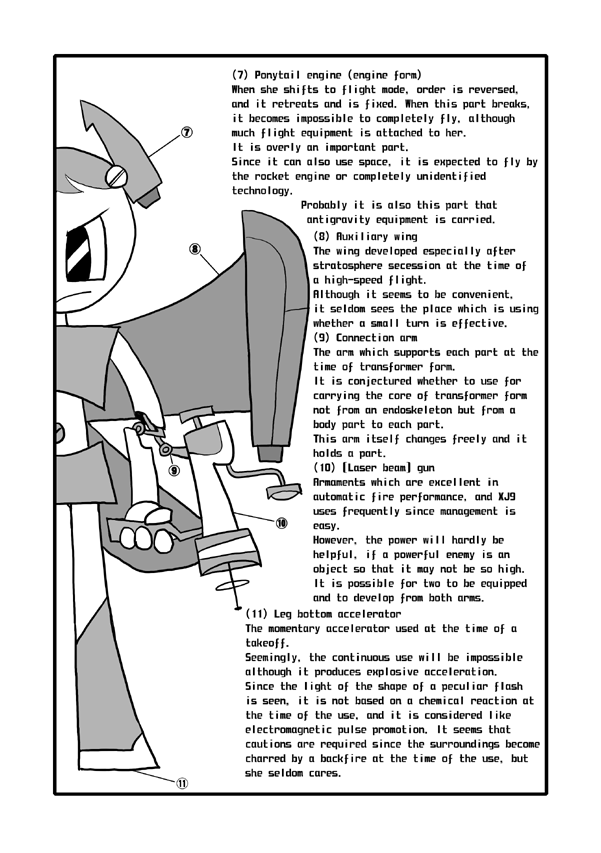 (7) Ponytail engine (engine form)
When she shifts to flight mode, order is reversed,
and it retreats and is fixed. When this part breaks,
it becomes impossible to completely fly, although
much flight equipment is attached to her.
It is overly an important part.
Since it can also use space, it is expected to fly by
the rocket engine or completely unidentified
technology.
Probably it is also this part that
antigravity equipment is carried.
⑦
(8) Auxiliary wing
The wing developed especially after
stratosphere secession at the time of
a high-speed flight.
Although it seems to be convenient,
it seldom sees the place which is using
whether a small turn is effective.
⑧
(9) Connection arm
The arm which supports each part at the
time of transformer form.
It is conjectured whether to use for
carrying the core of transformer form
not from an endoskeleton but from a
body part to each part.
This arm itself changes freely and it
holds a part.
⑨
(10) [Laser beam] gun
Armaments which are excellent in
automatic fire performance, and XJ9
uses frequently since management is
easy.
However, the power will hardly be
helpful, if a powerful enemy is an
object so that it may not be so high.
It is possible for two to be equipped
and to develop from both arms.
⑩
(11) Leg bottom accelerator
The momentary accelerator used at the time of a
takeoff.
Seemingly, the continuous use will be impossible
although it produces explosive acceleration.
Since the light of the shape of a peculiar flash
is seen, it is not based on a chemical reaction at
the time of the use, and it is considered like
electromagnetic pulse promotion. It seems that
cautions are required since the surroundings become
charred by a backfire at the time of the use, but
she seldom cares.
⑪